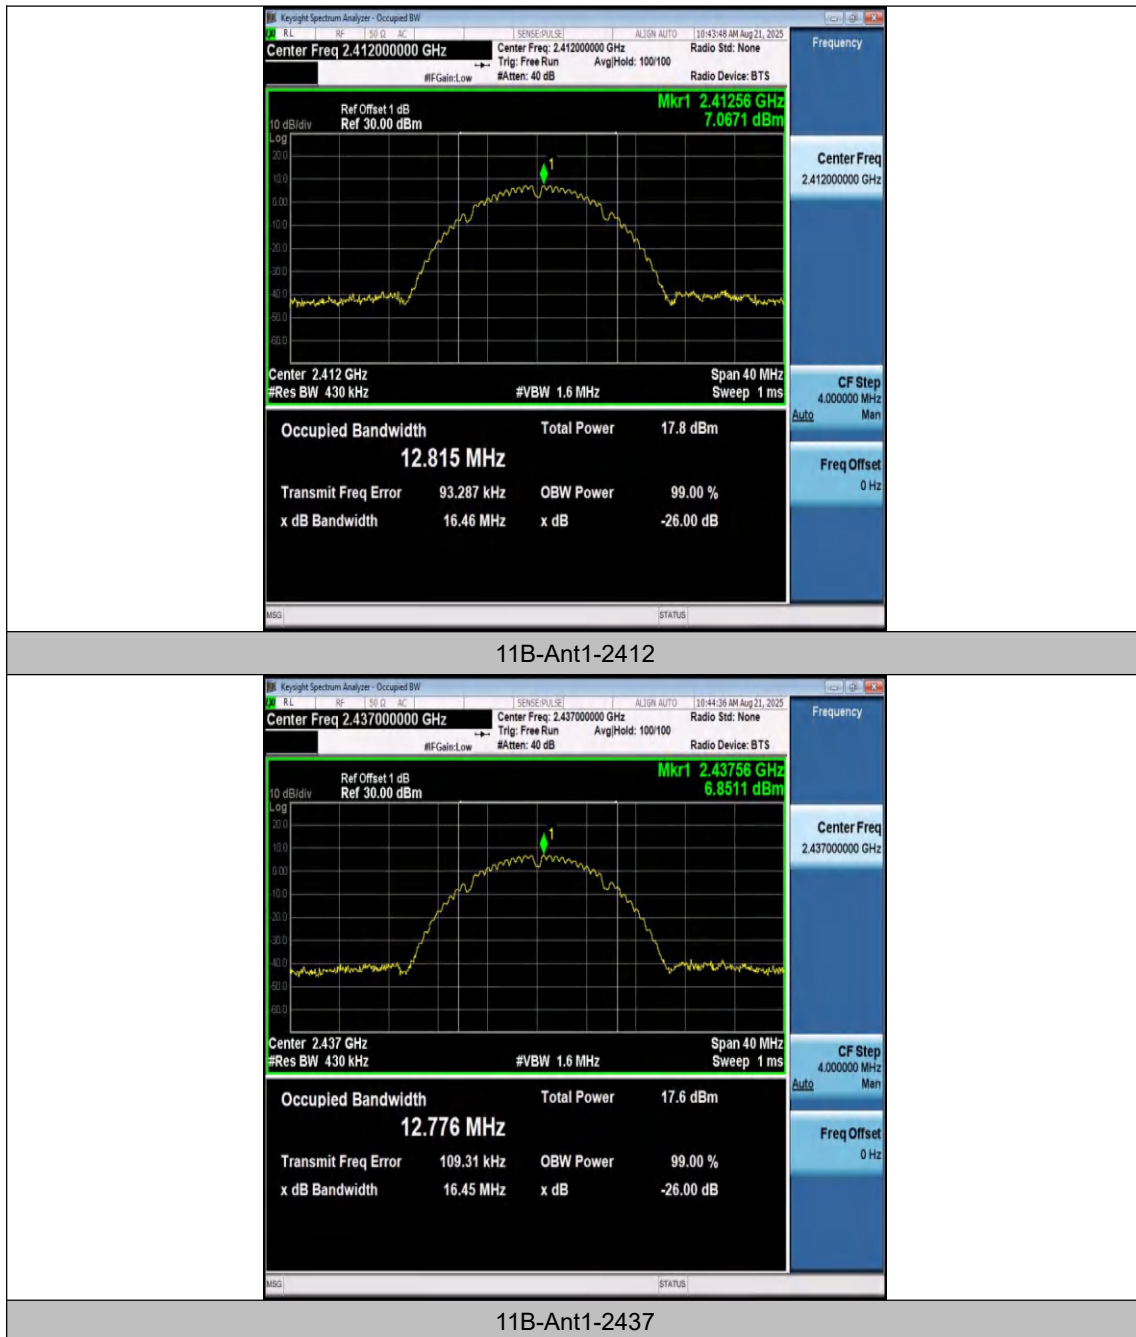 Keysight Spectrum Analyzer - Occupied BW
RL RF 50 Ω AC SENSE:PULSE ALIGN AUTO 10:43:48 AM Aug 21, 2025
Center Freq 2.412000000 GHz Center Freq: 2.412000000 GHz Radio Std: None Frequency
Trig: Free Run Avg|Hold: 100/100
#IFGain:Low #Atten: 40 dB Radio Device: BTS
Mkr1 2.41256 GHz
Ref Offset 1 dB 7.0671 dBm
10 dB/div Ref 30.00 dBm
Log
20.0
10.0
0.00
-10.0
-20.0
-30.0
-40.0
-50.0
-60.0
1
Center Freq
2.412000000 GHz
Center 2.412 GHz Span 40 MHz
#Res BW 430 kHz #VBW 1.6 MHz Sweep 1 ms
CF Step
4.000000 MHz
Auto Man
Occupied Bandwidth Total Power 17.8 dBm
12.815 MHz
Transmit Freq Error 93.287 kHz OBW Power 99.00 %
x dB Bandwidth 16.46 MHz x dB -26.00 dB
Freq Offset
0 Hz
MSG STATUS
11B-Ant1-2412
Keysight Spectrum Analyzer - Occupied BW
RL RF 50 Ω AC SENSE:PULSE ALIGN AUTO 10:44:36 AM Aug 21, 2025
Center Freq 2.437000000 GHz Center Freq: 2.437000000 GHz Radio Std: None Frequency
Trig: Free Run Avg|Hold: 100/100
#IFGain:Low #Atten: 40 dB Radio Device: BTS
Mkr1 2.43756 GHz
Ref Offset 1 dB 6.8511 dBm
10 dB/div Ref 30.00 dBm
Log
20.0
10.0
0.00
-10.0
-20.0
-30.0
-40.0
-50.0
-60.0
1
Center Freq
2.437000000 GHz
Center 2.437 GHz Span 40 MHz
#Res BW 430 kHz #VBW 1.6 MHz Sweep 1 ms
CF Step
4.000000 MHz
Auto Man
Occupied Bandwidth Total Power 17.6 dBm
12.776 MHz
Transmit Freq Error 109.31 kHz OBW Power 99.00 %
x dB Bandwidth 16.45 MHz x dB -26.00 dB
Freq Offset
0 Hz
MSG STATUS
11B-Ant1-2437